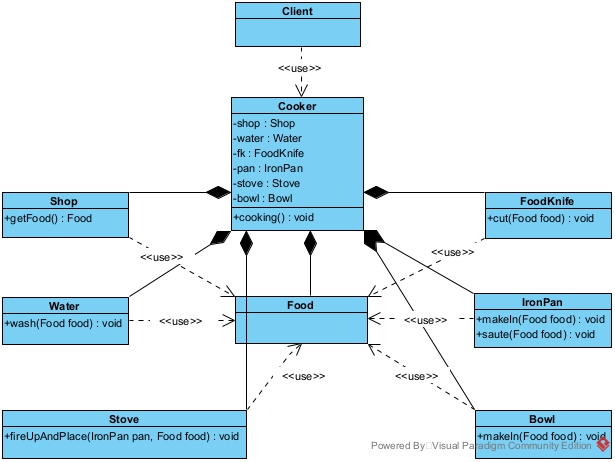 Client
<<use>>
Cooker
-shop : Shop
-water : Water
-fk : FoodKnife
-pan : IronPan
-stove : Stove
-bowl : Bowl
+cooking() : void
Shop
+getFood() : Food
FoodKnife
+cut(Food food) : void
<<use>>
<<use>>
Water
+wash(Food food) : void
<<use>>
Food
<<use>>
IronPan
+makeIn(Food food) : void
+saute(Food food) : void
<<use>>
<<use>>
Stove
+fireUpAndPlace(IronPan pan, Food food) : void
Bowl
+makeIn(Food food) : void
Powered By Visual Paradigm Community Edition